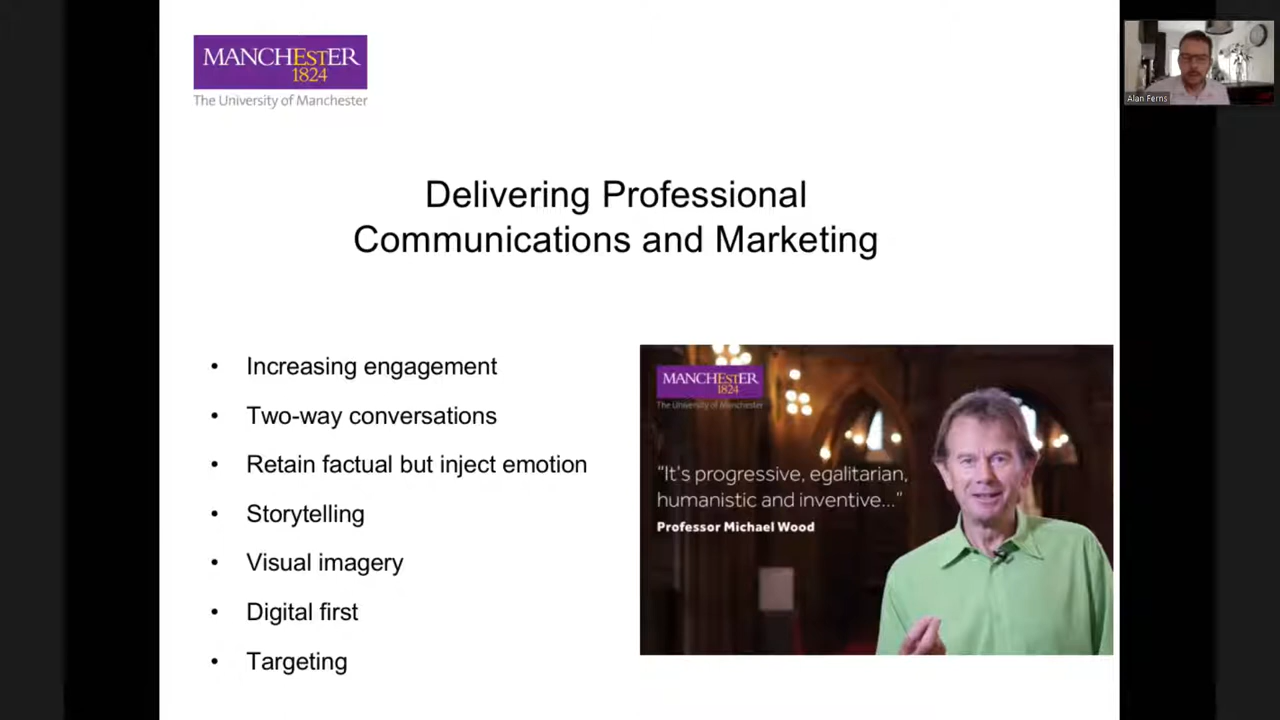 MANCHESTER
1824
The University of Manchester
Alan Ferns
Delivering Professional
Communications and Marketing
• Increasing engagement
• Two-way conversations
• Retain factual but inject emotion
• Storytelling
• Visual imagery
• Digital first
• Targeting
MANCHESTER
1824
The University of Manchester
"It's progressive, egalitarian,
humanistic and inventive..."
Professor Michael Wood